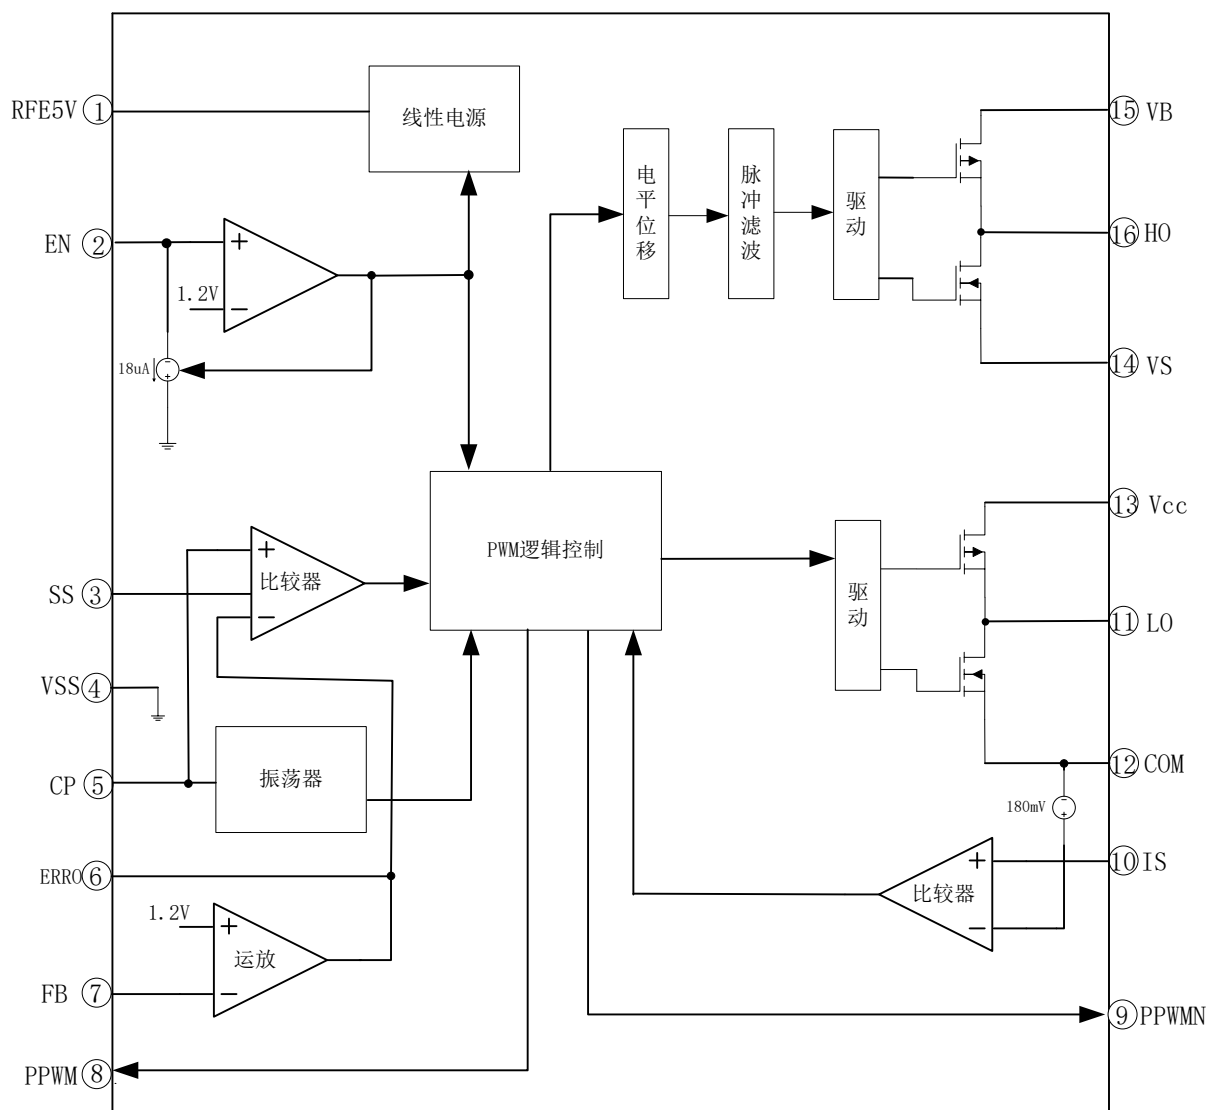 RFE5V ①
线性电源
⑮ VB
电平位移
脉冲滤波
驱动
EN ②
+
1.2V
−
⑯ HO
18uA
−
+
⑭ VS
⑬ Vcc
PWM逻辑控制
+
比较器
−
SS ③
驱动
⑪ LO
VSS ④
CP ⑤
振荡器
⑫ COM
180mV
−
+
⑩ IS
+
比较器
−
ERRO ⑥
1.2V
+
运放
−
FB ⑦
⑨ PPWMN
PPWM ⑧